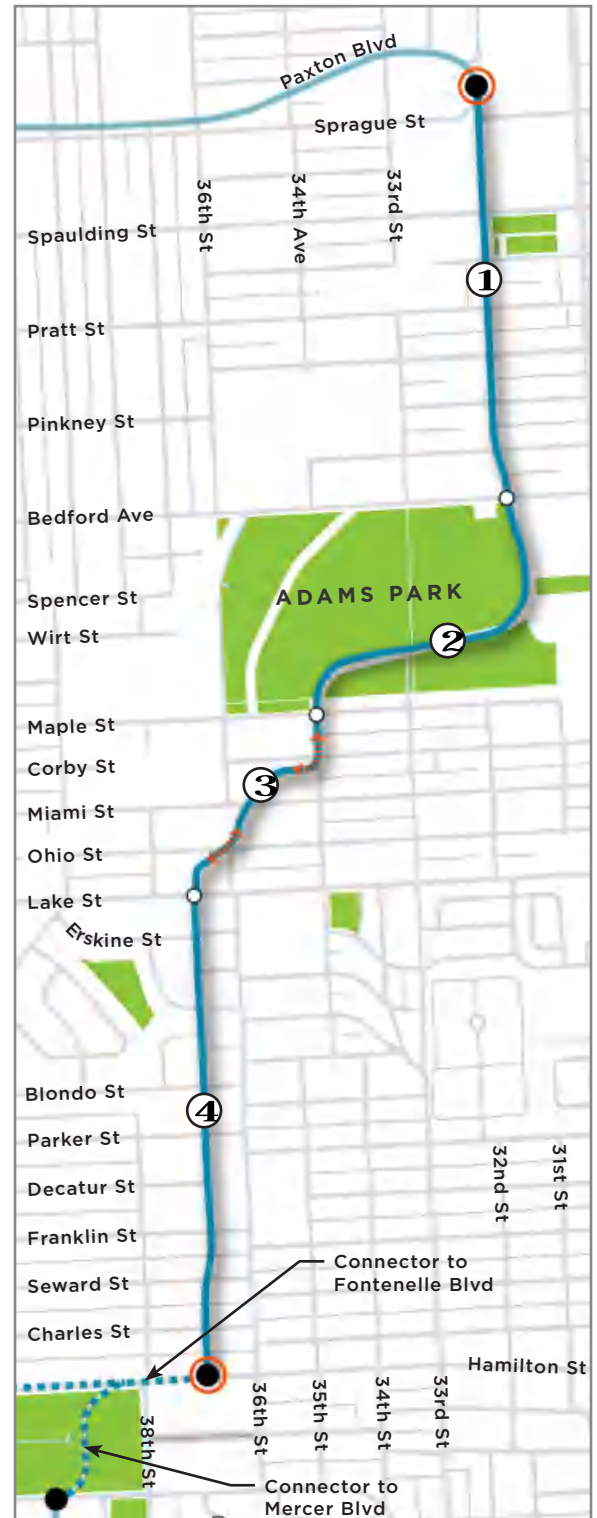 Paxton Blvd
Sprague St
36th St
34th Ave
33rd St
Spaulding St
1
Pratt St
Pinkney St
Bedford Ave
ADAMS PARK
Spencer St
Wirt St
2
Maple St
Corby St
3
Miami St
Ohio St
Lake St
Erskine St
Blondo St
4
Parker St
Decatur St
32nd St
31st St
Franklin St
Connector to
Fontenelle Blvd
Seward St
Charles St
Hamilton St
36th St
35th St
34th St
33rd St
38th St
Connector to
Mercer Blvd